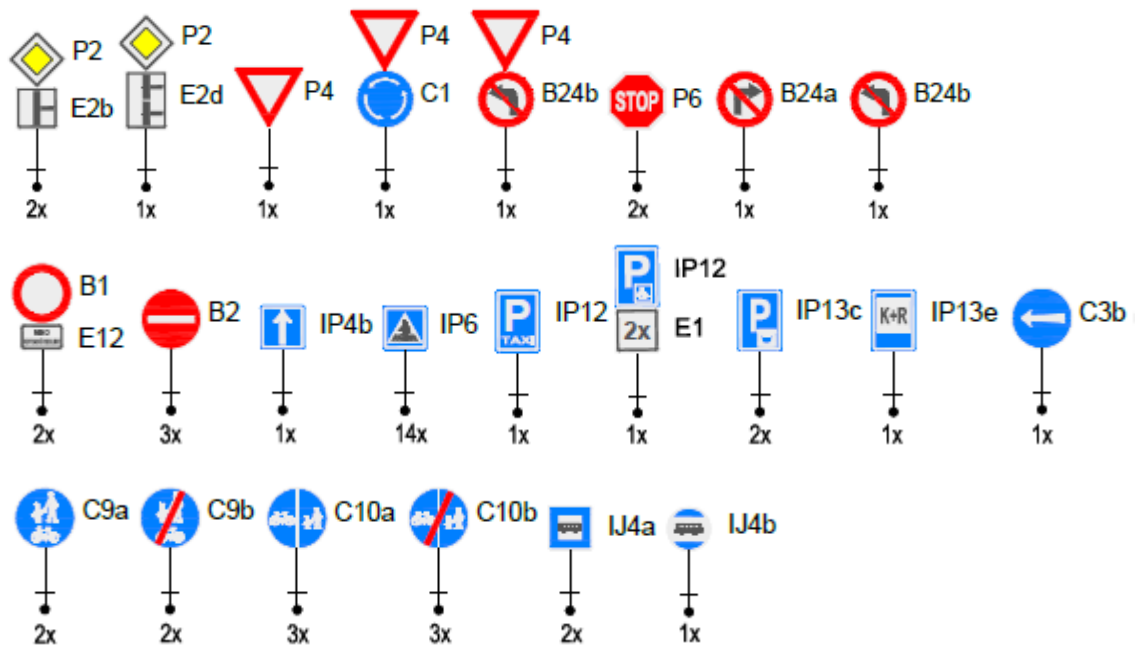 P2
P2
P4
P4
E2b
E2d
P4
C1
B24b
STOP
P6
B24a
B24b
2x
1x
1x
1x
1x
2x
1x
1x
B1
E12
B2
IP4b
IP6
P
TAXI
IP12
P
IP12
2x
E1
P
IP13c
K+R
IP13e
C3b
2x
3x
1x
14x
1x
1x
2x
1x
1x
C9a
C9b
C10a
C10b
IJ4a
IJ4b
2x
2x
3x
3x
2x
1x